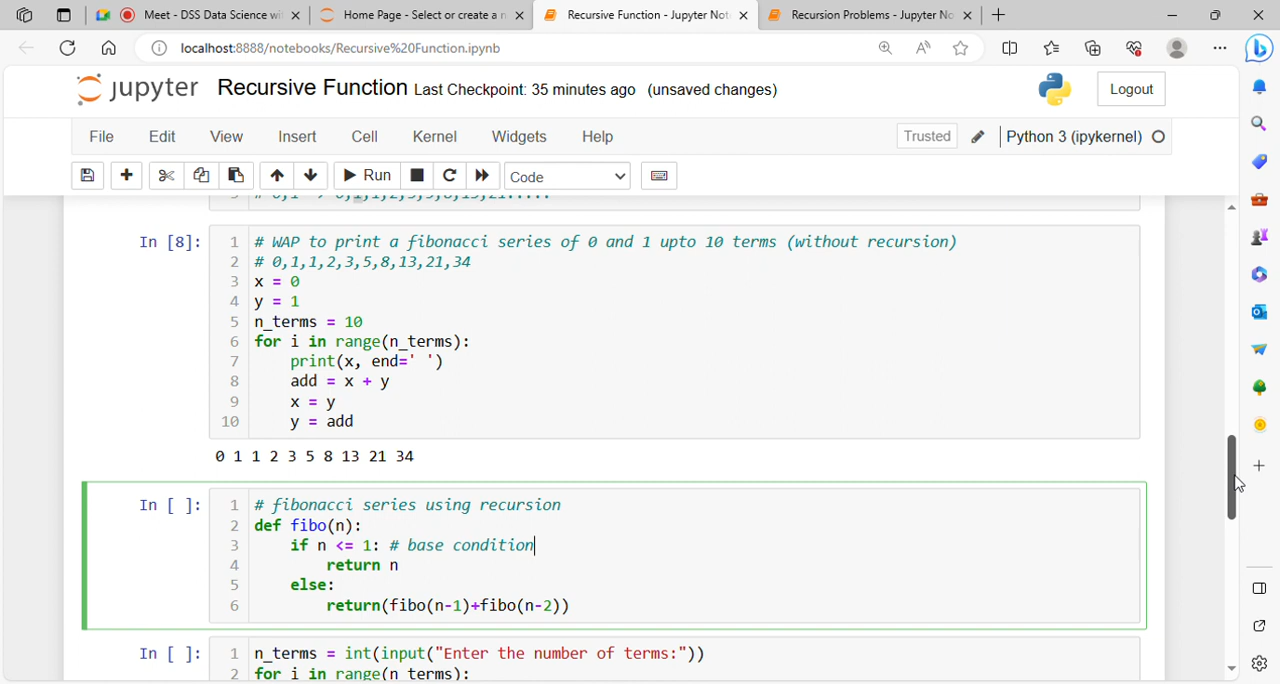 Meet - DSS Data Science wi
Home Page - Select or create a n
Recursive Function - Jupyter Not
Recursion Problems - Jupyter No
localhost:8888/notebooks/Recursive%20Function.ipynb
jupyter Recursive Function Last Checkpoint: 35 minutes ago (unsaved changes)
Logout
File Edit View Insert Cell Kernel Widgets Help
Trusted Python 3 (ipykernel)
Run Code
In [8]:
1 # WAP to print a fibonacci series of 0 and 1 upto 10 terms (without recursion)
2 # 0,1,1,2,3,5,8,13,21,34
3 x = 0
4 y = 1
5 n_terms = 10
6 for i in range(n_terms):
7 print(x, end=' ')
8 add = x + y
9 x = y
10 y = add
0 1 1 2 3 5 8 13 21 34
In [ ]:
1 # fibonacci series using recursion
2 def fibo(n):
3 if n <= 1: # base condition
4 return n
5 else:
6 return(fibo(n-1)+fibo(n-2))
In [ ]:
1 n_terms = int(input("Enter the number of terms:"))
2 for i in range(n_terms):